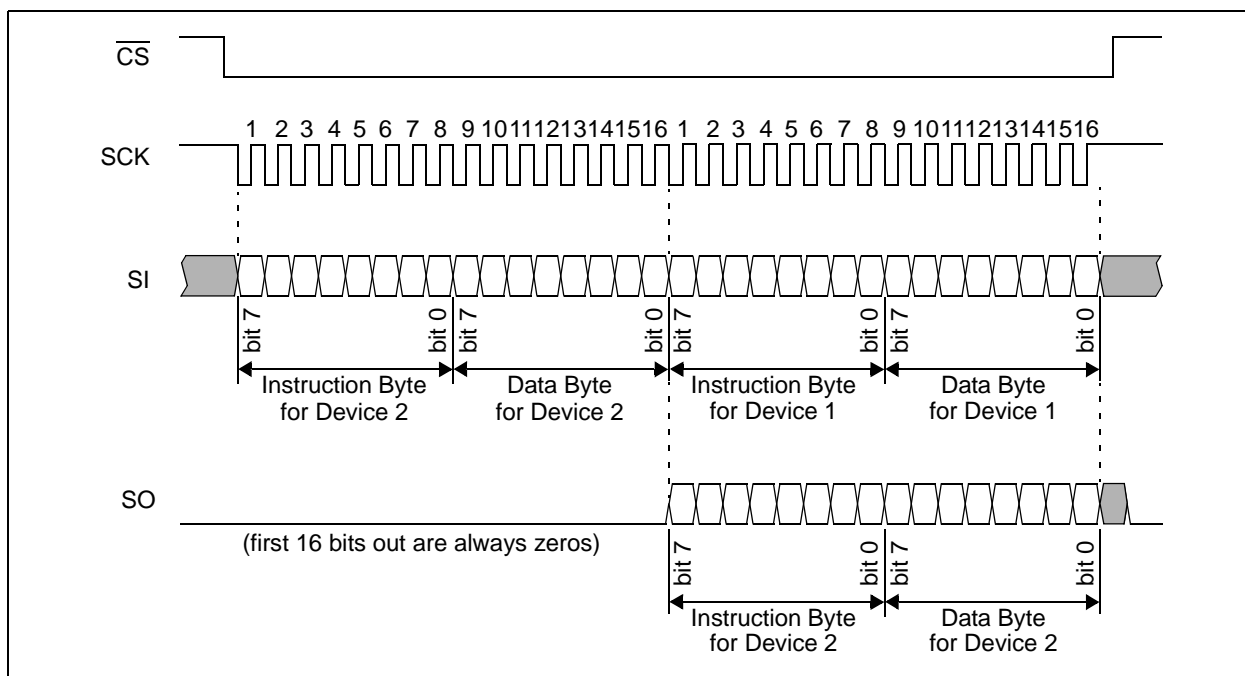 CS
1 2 3 4 5 6 7 8 9 10 11 12 13 14 15 16 1 2 3 4 5 6 7 8 9 10 11 12 13 14 15 16
SCK
SI
bit 7 bit 0 bit 7 bit 0 bit 7 bit 0 bit 7 bit 0
Instruction Byte Data Byte Instruction Byte Data Byte
for Device 2 for Device 2 for Device 1 for Device 1
SO
(first 16 bits out are always zeros)
bit 7 bit 0 bit 7 bit 0
Instruction Byte Data Byte
for Device 2 for Device 2